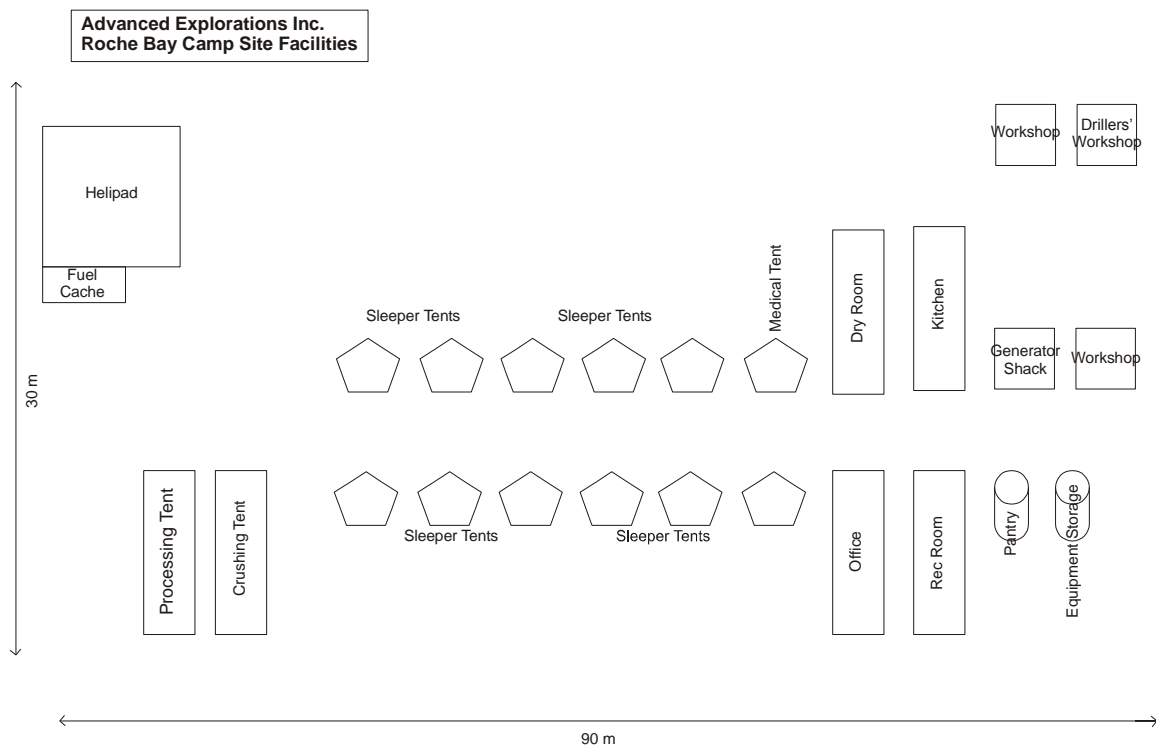 Advanced Explorations Inc.
Roche Bay Camp Site Facilities
Workshop
Drillers'
Workshop
Helipad
Fuel
Cache
Sleeper Tents
Sleeper Tents
Medical Tent
Dry Room
Kitchen
Generator
Shack
Workshop
30 m
Processing Tent
Crushing Tent
Sleeper Tents
Sleeper Tents
Office
Rec Room
Pantry
Equipment Storage
90 m